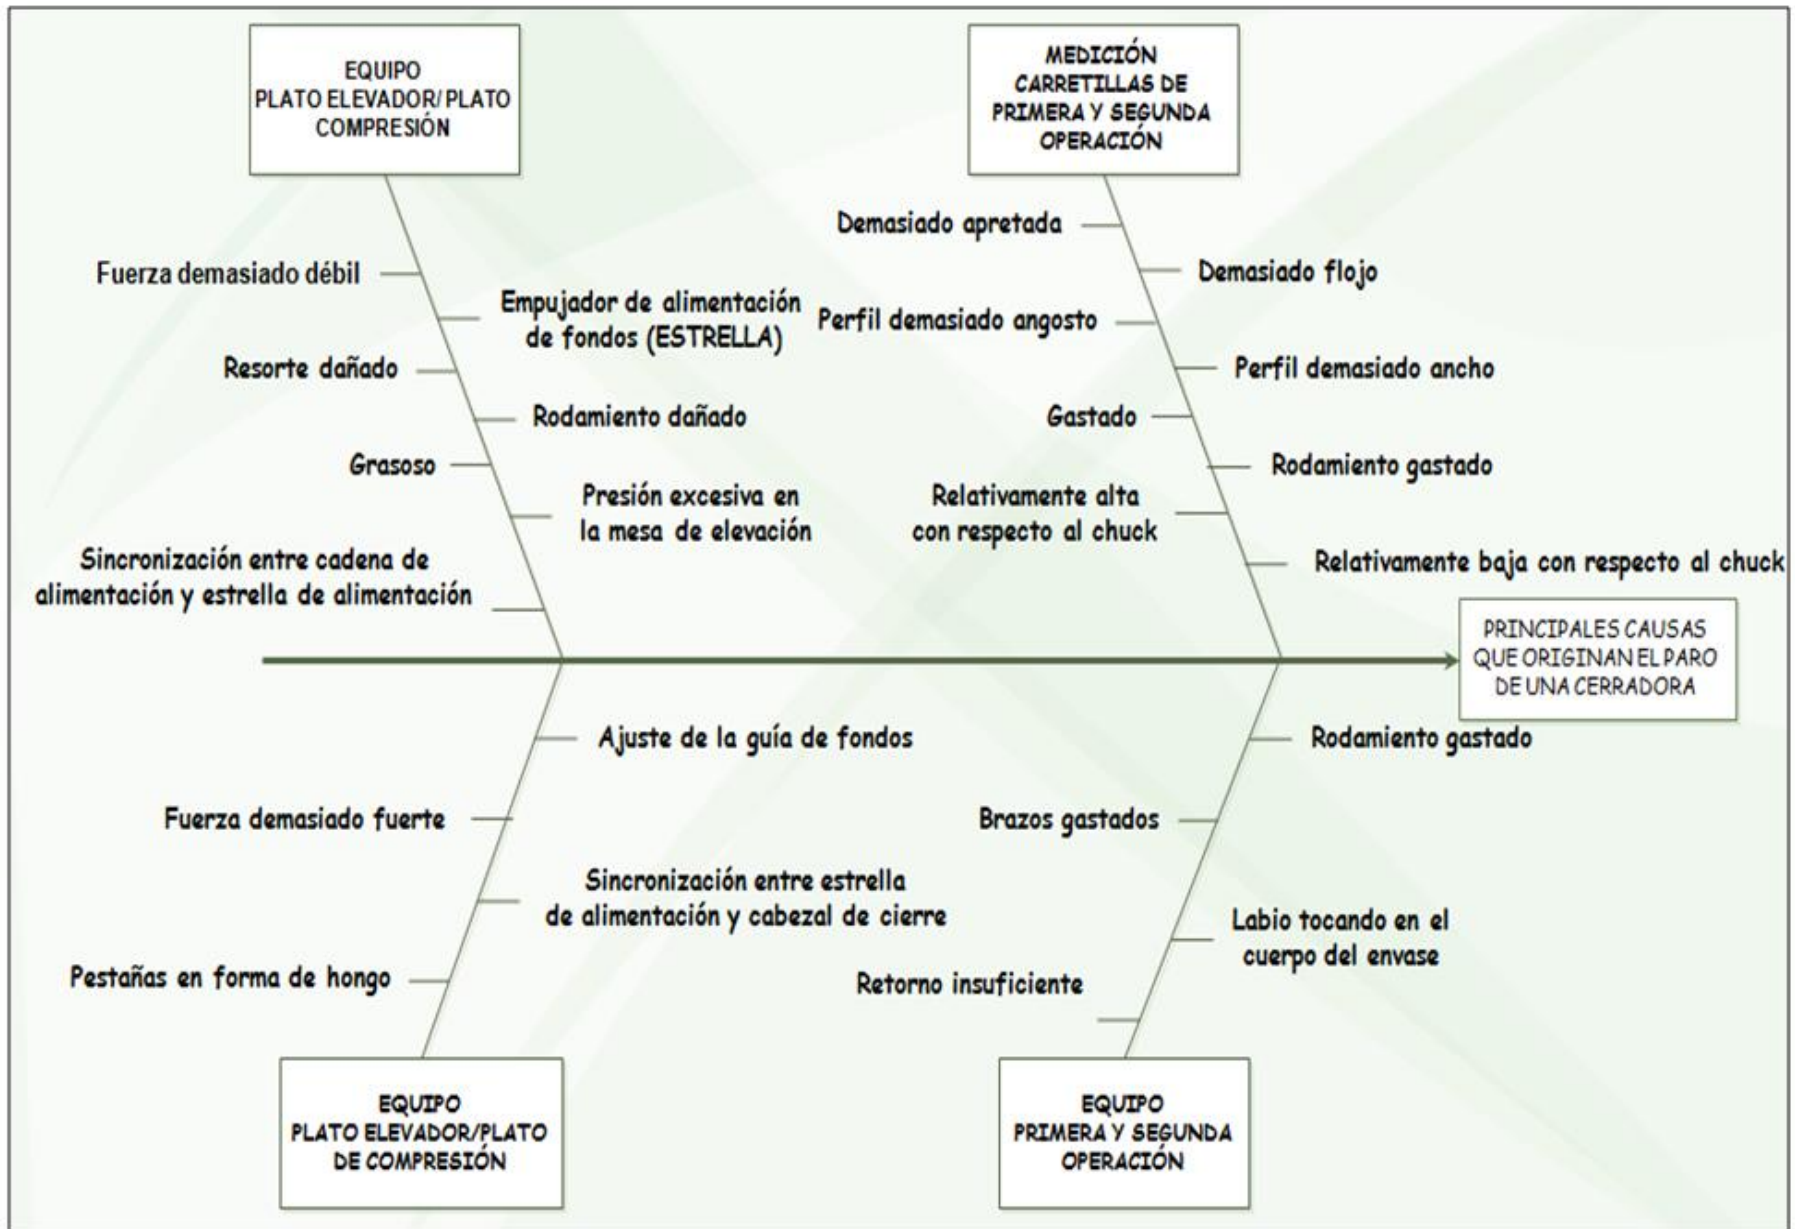 EQUIPO
PLATO ELEVADOR/ PLATO
COMPRESIÓN
MEDICIÓN
CARRETILLAS DE
PRIMERA Y SEGUNDA
OPERACIÓN
Fuerza demasiado débil
Empujador de alimentación
de fondos (ESTRELLA)
Resorte dañado
Rodamiento dañado
Grasoso
Presión excesiva en
la mesa de elevación
Sincronización entre cadena de
alimentación y estrella de alimentación
Demasiado apretada
Demasiado flojo
Perfil demasiado angosto
Perfil demasiado ancho
Gastado
Rodamiento gastado
Relativamente alta
con respecto al chuck
Relativamente baja con respecto al chuck
PRINCIPALES CAUSAS
QUE ORIGINAN EL PARO
DE UNA CERRADORA
Ajuste de la guía de fondos
Fuerza demasiado fuerte
Sincronización entre estrella
de alimentación y cabezal de cierre
Pestañas en forma de hongo
Rodamiento gastado
Brazos gastados
Labio tocando en el
cuerpo del envase
Retorno insuficiente
EQUIPO
PLATO ELEVADOR/PLATO
DE COMPRESIÓN
EQUIPO
PRIMERA Y SEGUNDA
OPERACIÓN